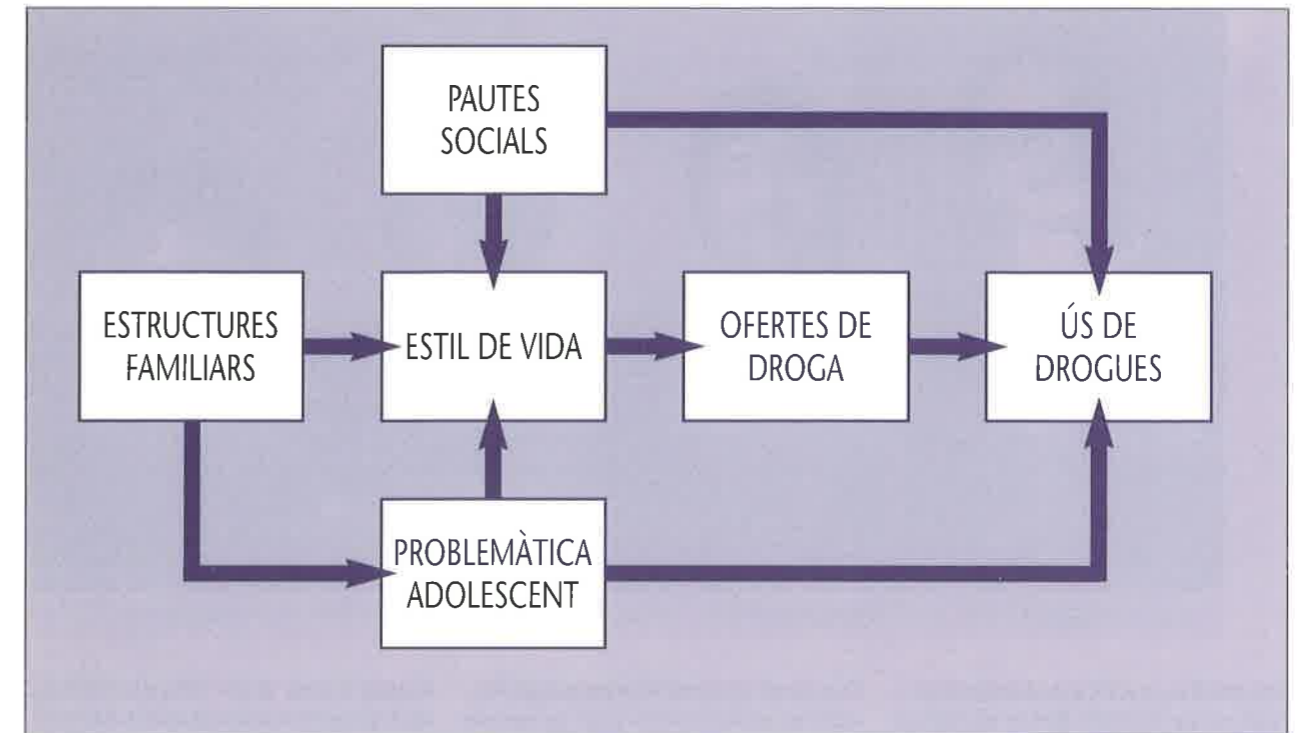 PAUTES
SOCIALS
ESTRUCTURES
FAMILIARS
ESTIL DE VIDA
OFERTES DE
DROGA
ÚS DE
DROGUES
PROBLEMÀTICA
ADOLESCENT